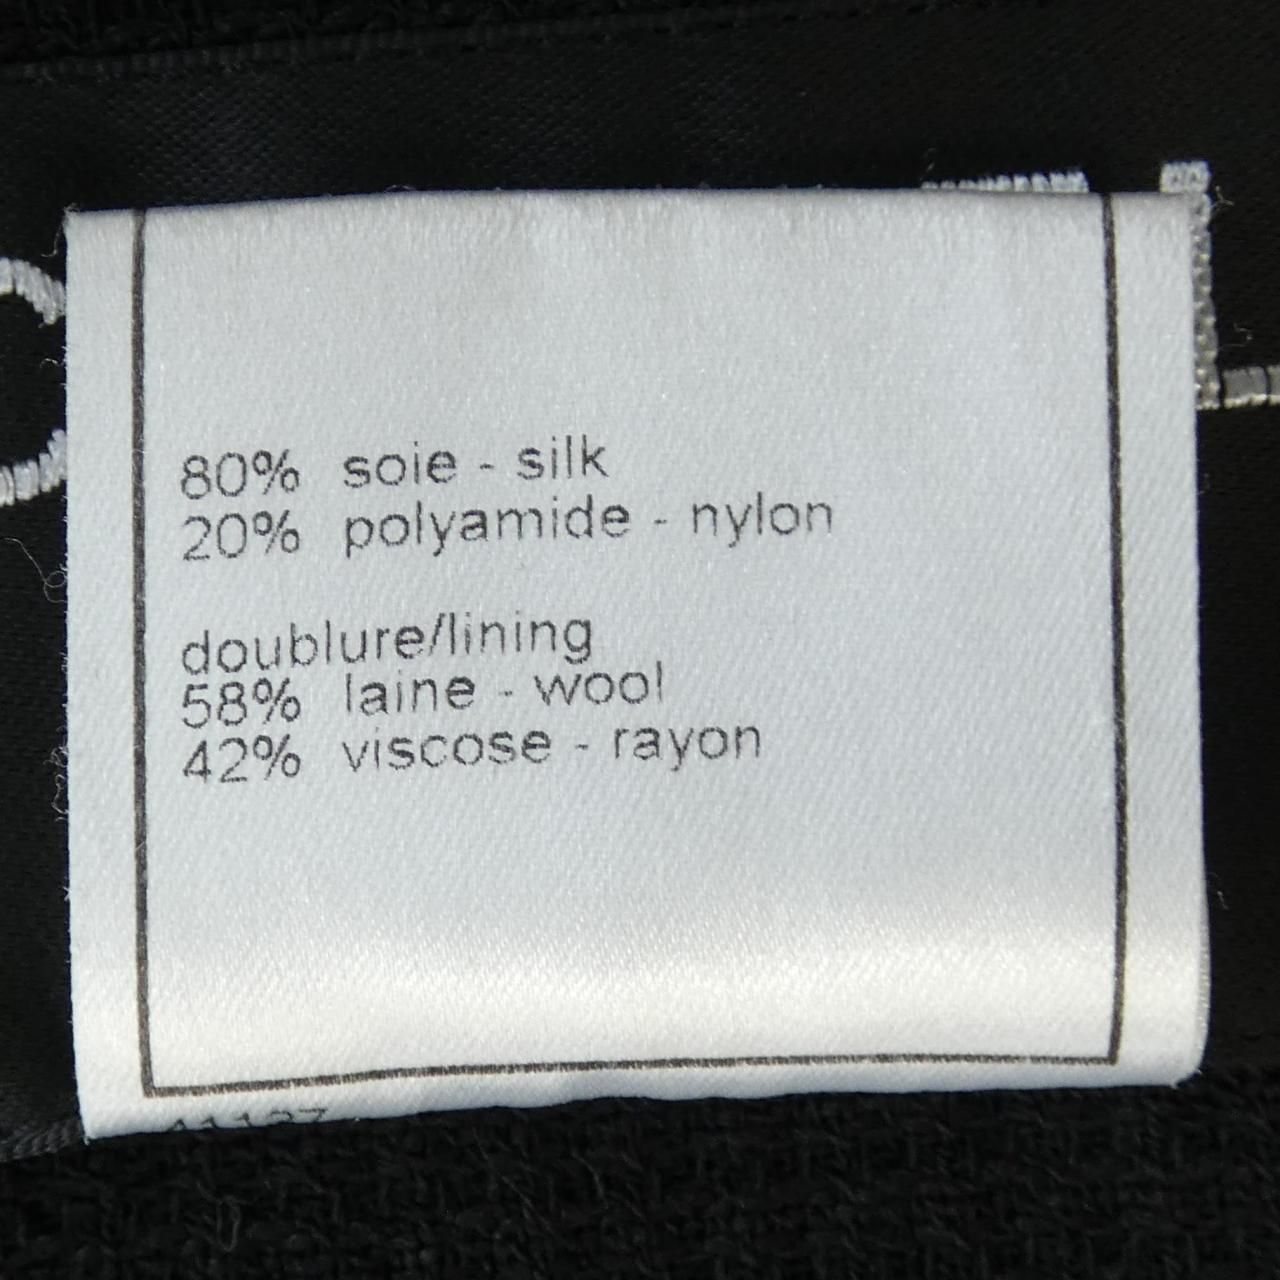 80% soie - silk
20% polyamide - nylon
doublure/lining
58% laine - wool
42% viscose - rayon